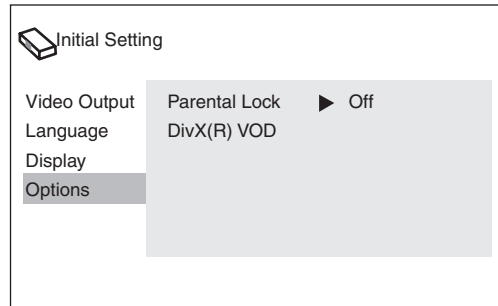 Initial Setting
Video Output
Language
Display
Options
Parental Lock ▶ Off
DivX(R) VOD